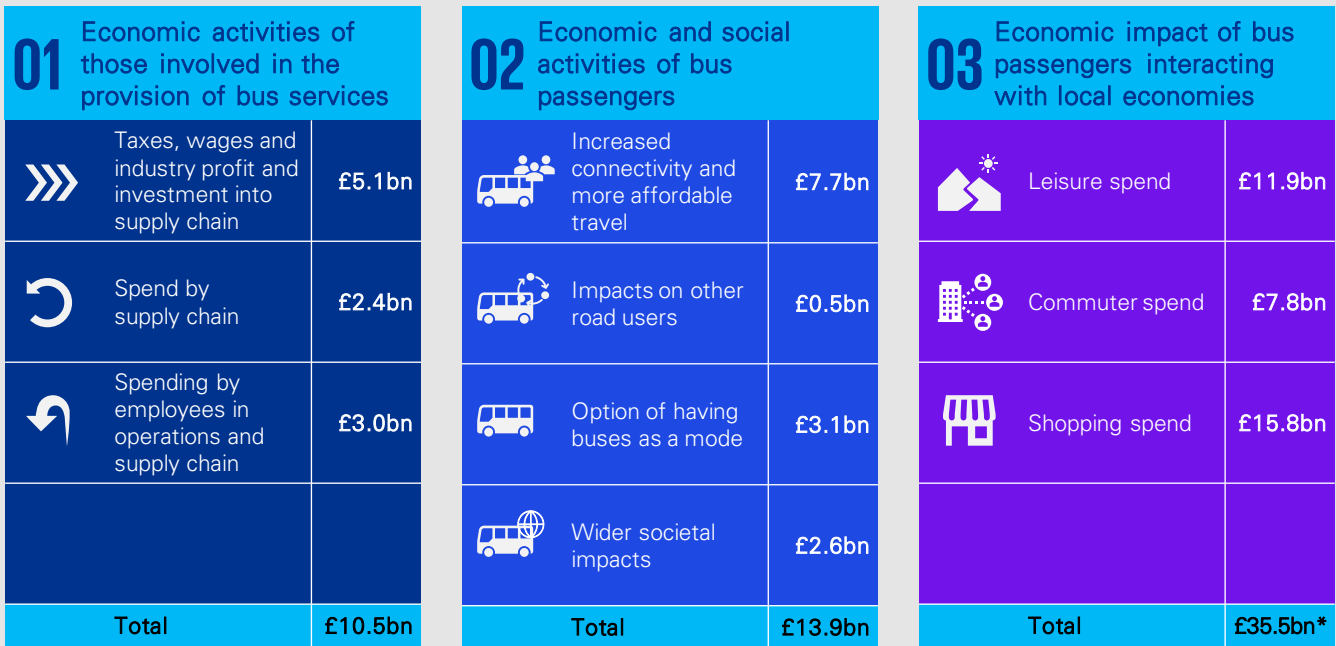 01
Economic activities of
those involved in the
provision of bus services
Taxes, wages and
industry profit and
investment into
supply chain
£5.1bn
Spend by
supply chain
£2.4bn
Spending by
employees in
operations and
supply chain
£3.0bn
Total
£10.5bn
02
Economic and social
activities of bus
passengers
Increased
connectivity and
more affordable
travel
£7.7bn
Impacts on other
road users
£0.5bn
Option of having
buses as a mode
£3.1bn
Wider societal
impacts
£2.6bn
Total
£13.9bn
03
Economic impact of bus
passengers interacting
with local economies
Leisure spend
£11.9bn
Commuter spend
£7.8bn
Shopping spend
£15.8bn
Total
£35.5bn*